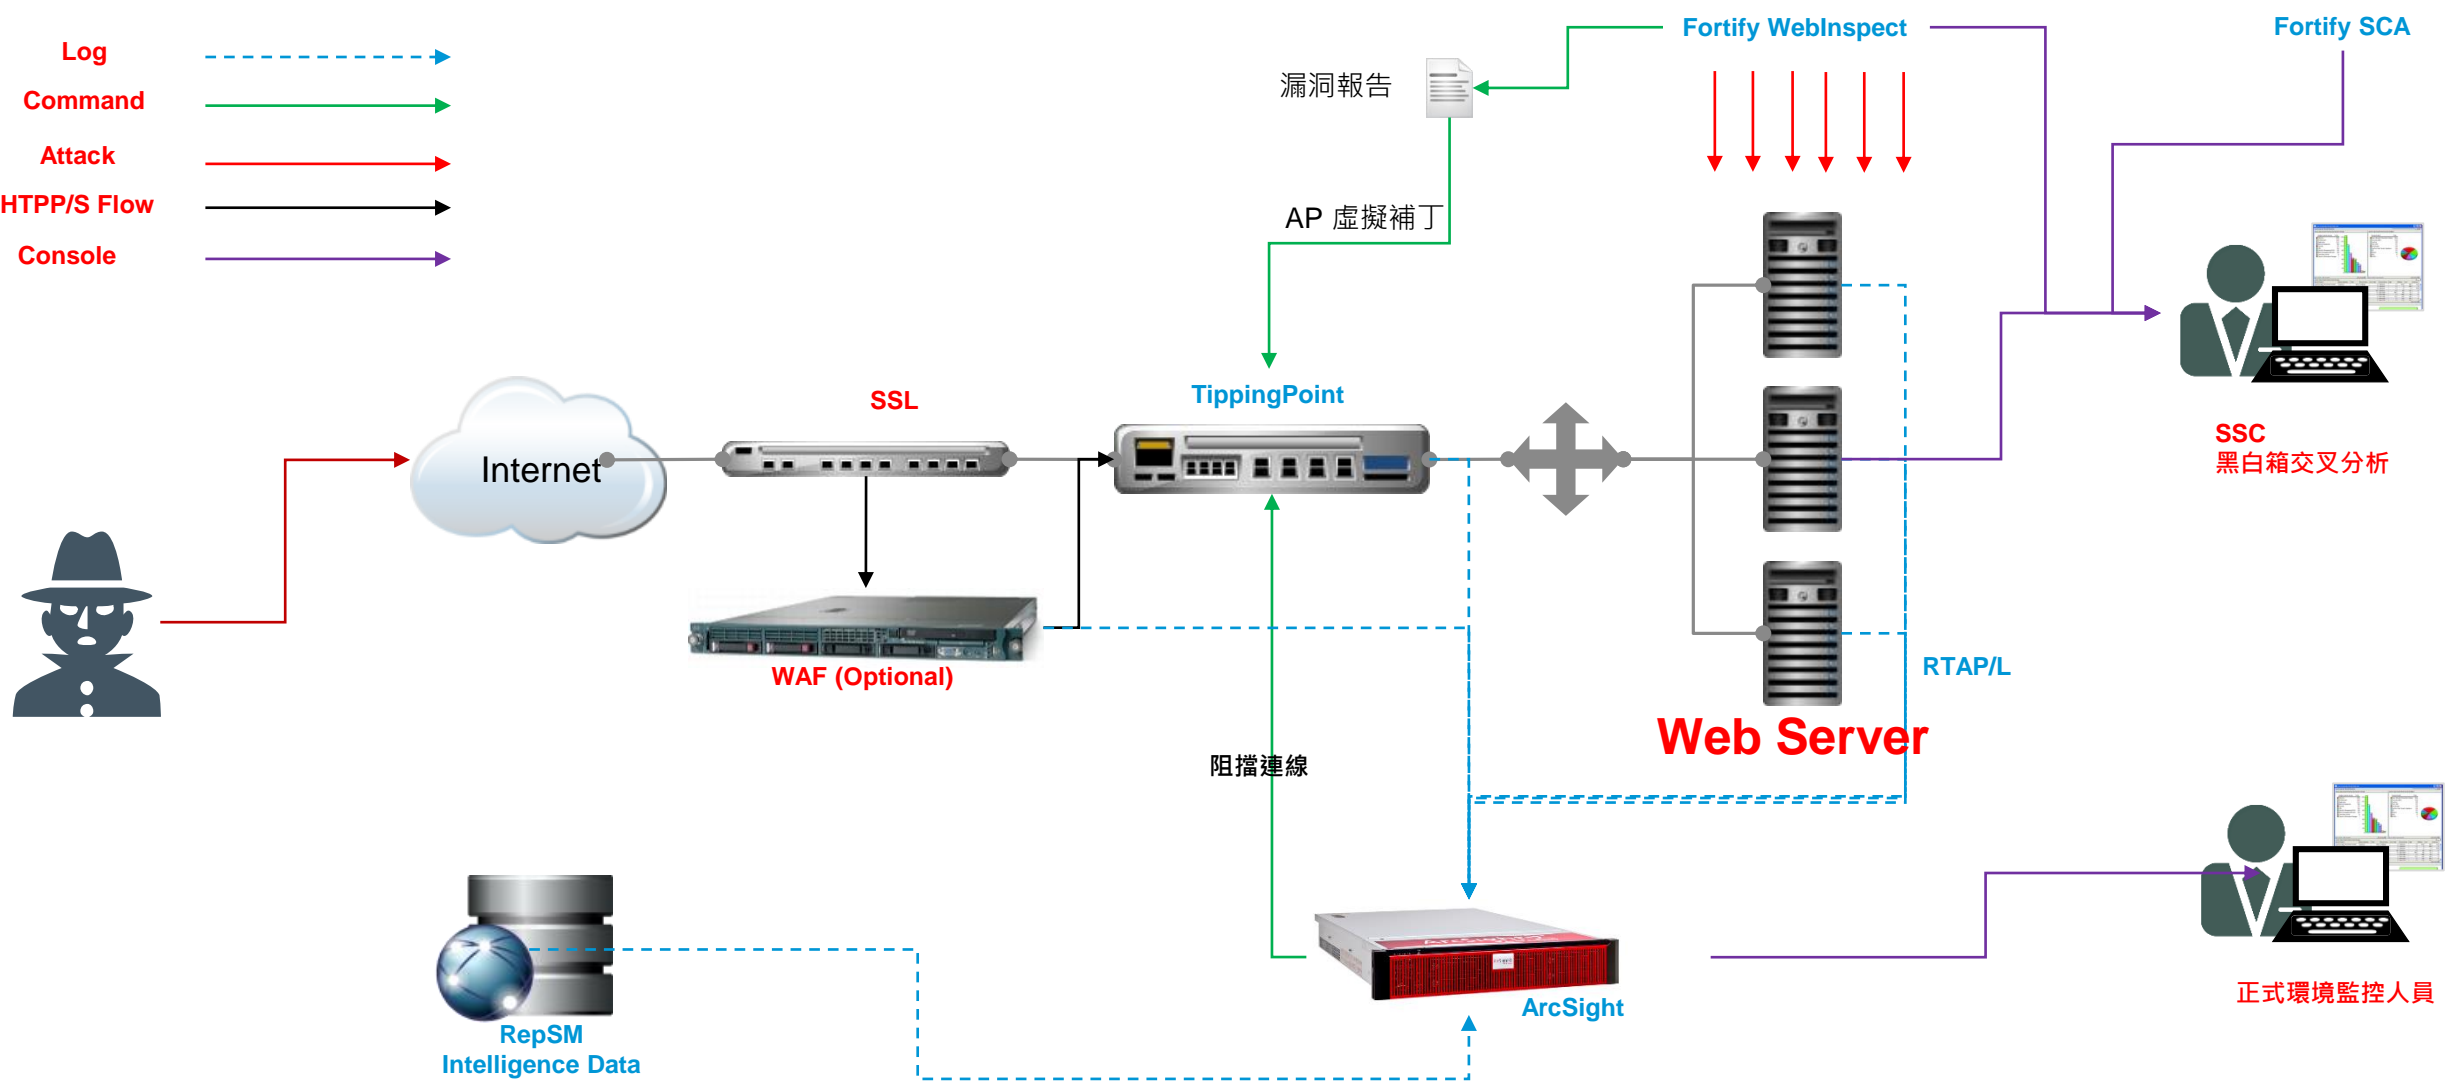 Log
Command
Attack
HTPP/S Flow
Console
Fortify WebInspect
Fortify SCA
漏洞報告
AP 虛擬補丁
SSL
TippingPoint
Internet
SSC
黑白箱交叉分析
WAF (Optional)
RTAP/L
Web Server
阻擋連線
ArcSight
ArcSight
正式環境監控人員
RepSM
Intelligence Data